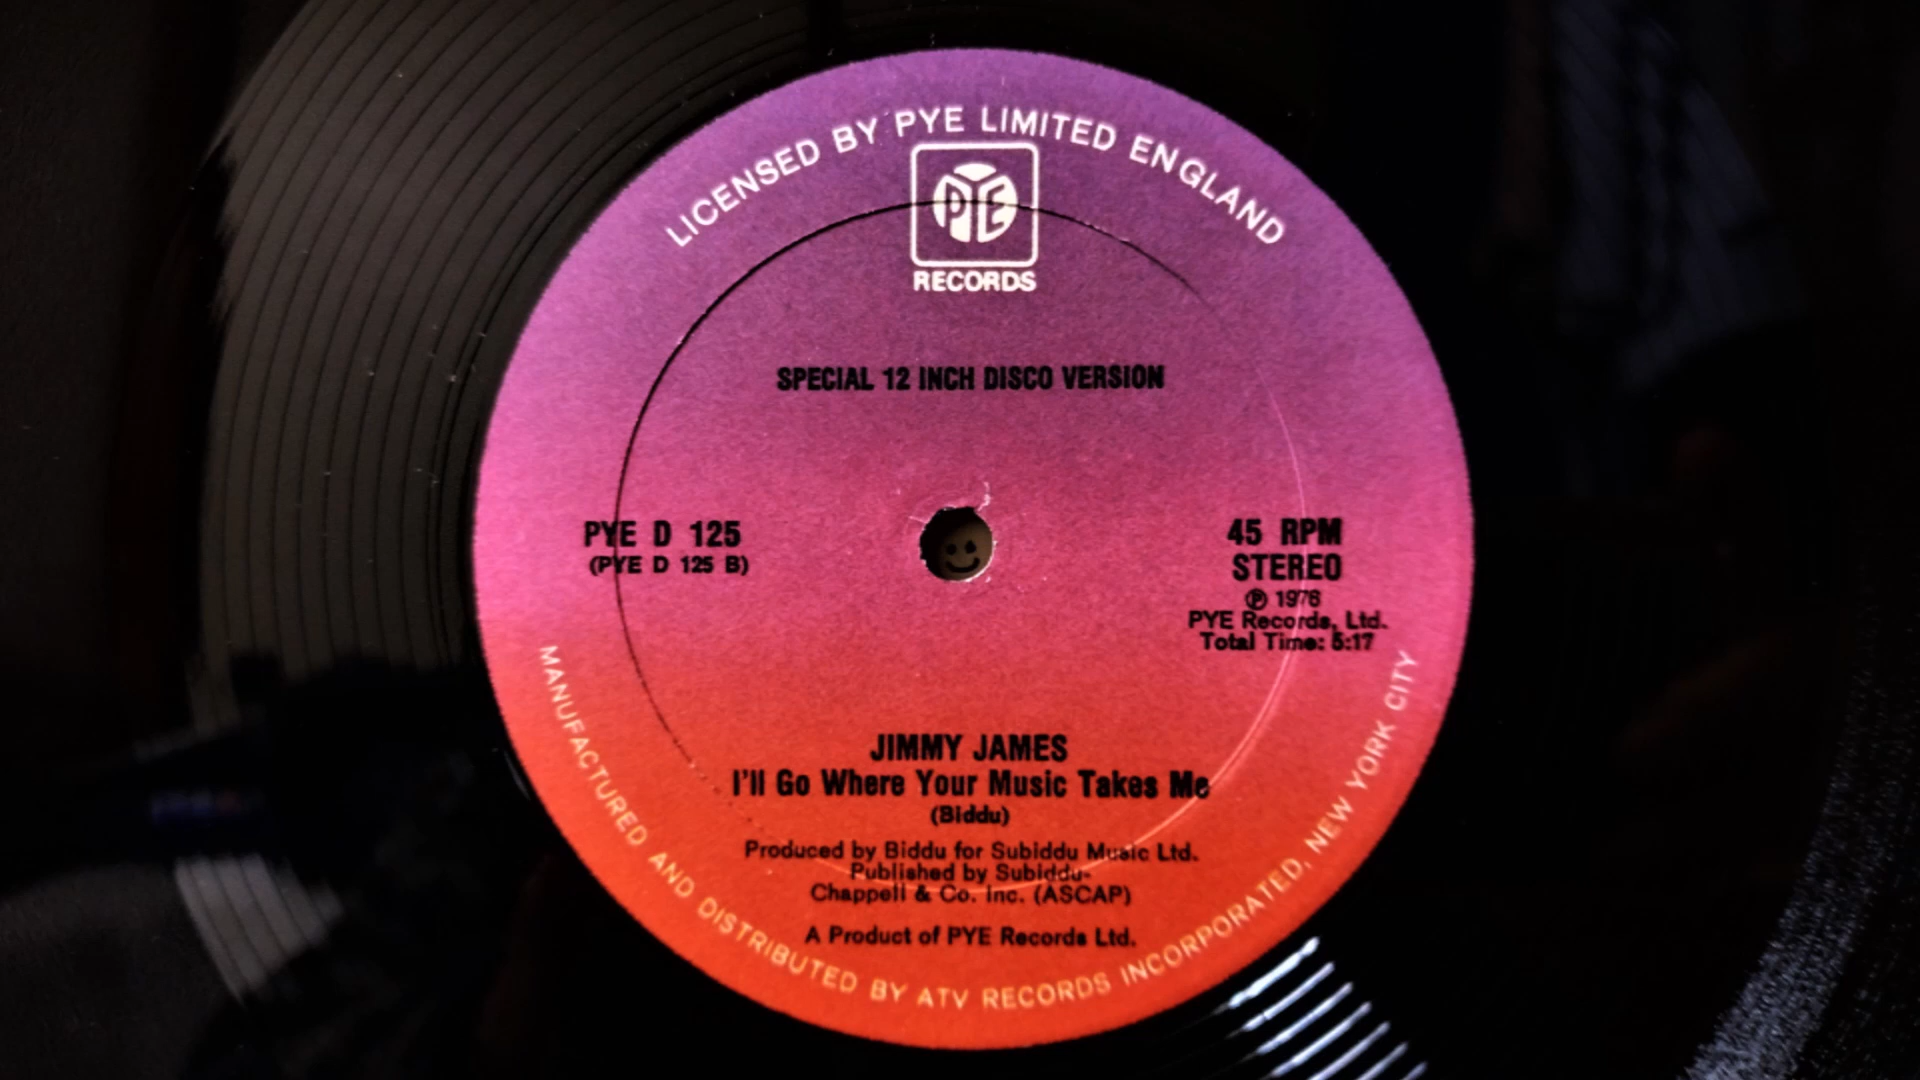 LICENSED BY PYE LIMITED ENGLAND
PYE
RECORDS
SPECIAL 12 INCH DISCO VERSION
PYE D 125
(PYE D 125 B)
45 RPM
STEREO
℗ 1976
PYE Records, Ltd.
Total Time: 5:17
JIMMY JAMES
I'll Go Where Your Music Takes Me
(Biddu)
Produced by Biddu for Subiddu Music Ltd.
Published by Subiddu-
Chappell & Co. Inc. (ASCAP)
A Product of PYE Records Ltd.
MANUFACTURED AND DISTRIBUTED BY ATV RECORDS INCORPORATED, NEW YORK CITY